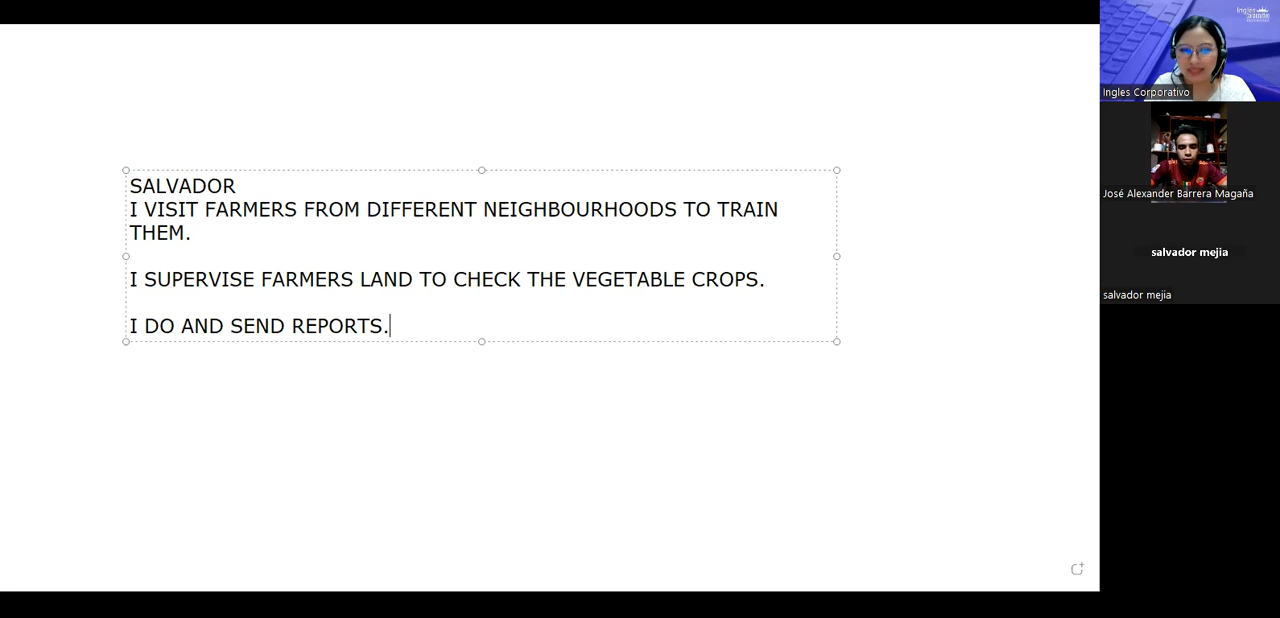 SALVADOR
I VISIT FARMERS FROM DIFFERENT NEIGHBOURHOODS TO TRAIN
THEM.
I SUPERVISE FARMERS LAND TO CHECK THE VEGETABLE CROPS.
I DO AND SEND REPORTS.
Ingles Corporativo
José Alexander Barrera Magaña
salvador mejia
salvador mejia